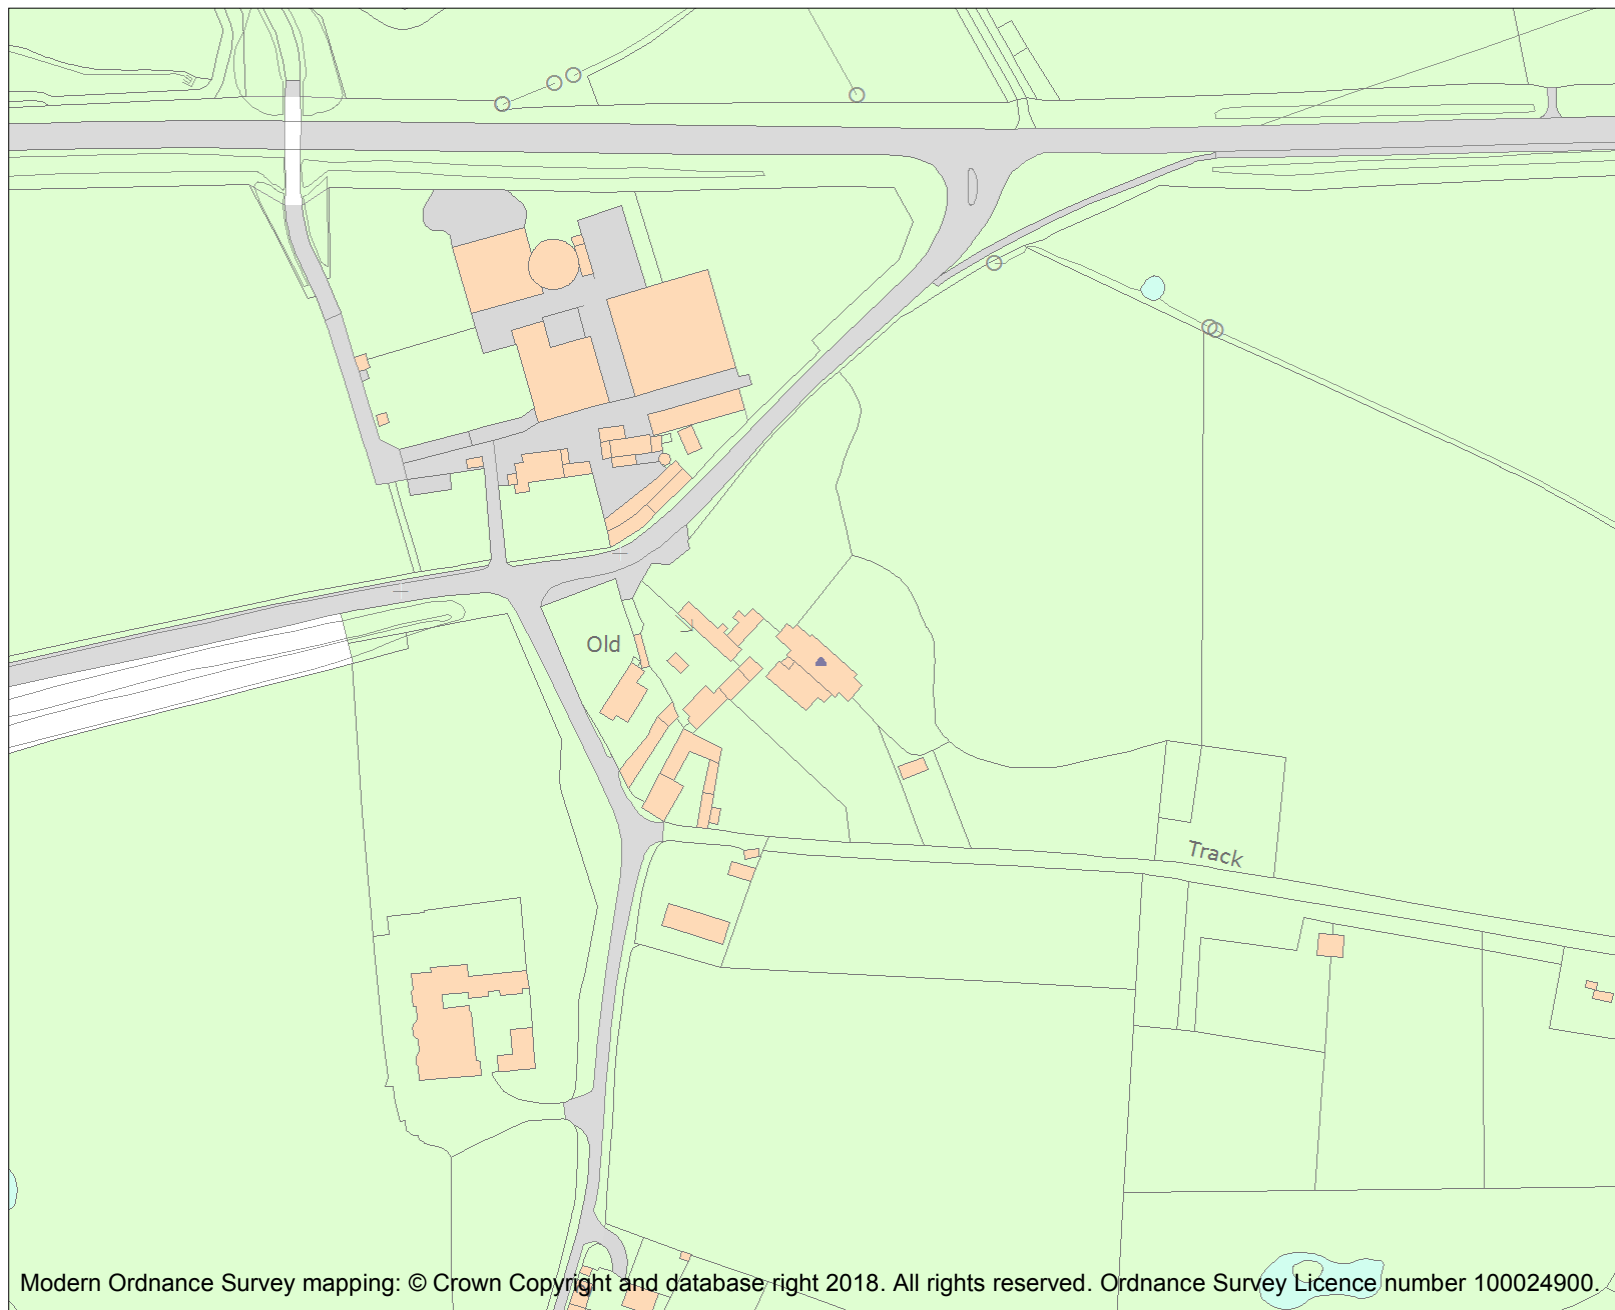 Old
Track
Modern Ordnance Survey mapping: © Crown Copyright and database right 2018. All rights reserved. Ordnance Survey Licence number 100024900.